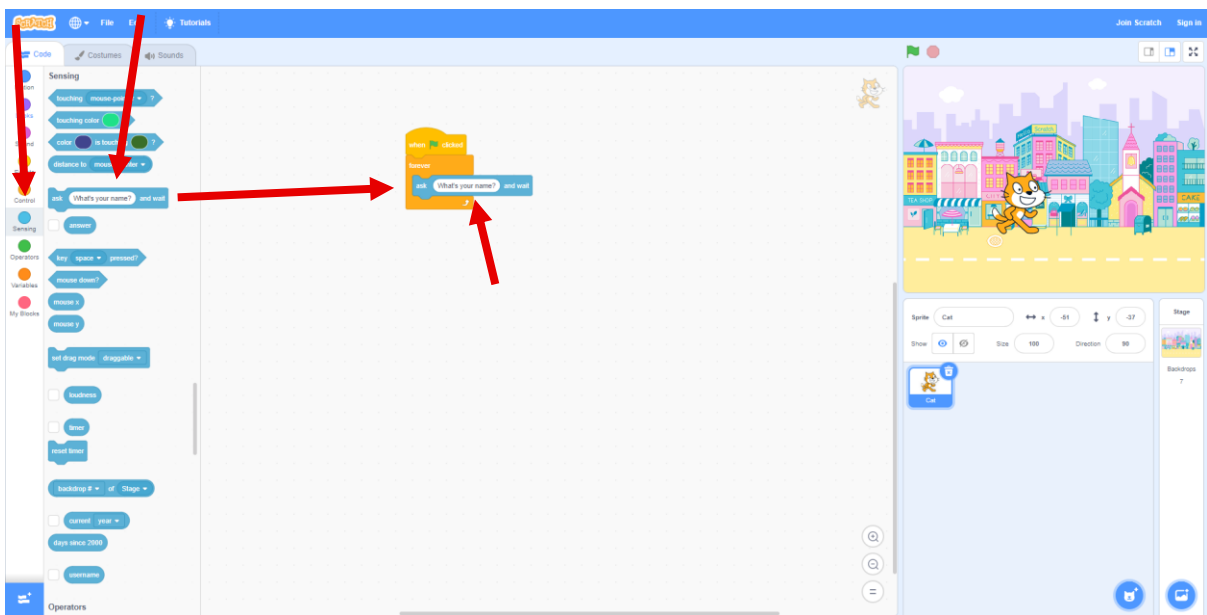 SCRATCH File Tutorials Join Scratch Sign in
Code Costumes Sounds
Sensing
touching ?
touching color
color is touching ?
distance to
Control
ask What's your name? and wait
Sensing
answer
Operators
key space pressed?
Variables
mouse down?
My Blocks
mouse x
mouse y
set drag mode draggable
loudness
timer
reset timer
backdrop # of Stage
current year
days since 2000
username
Operators
when clicked
forever
ask What's your name? and wait
TEA SHOP
CAKE
Sprite Cat x -81 y -37
Show Size 100 Direction 90
Cat
Stage
Backdrops
7